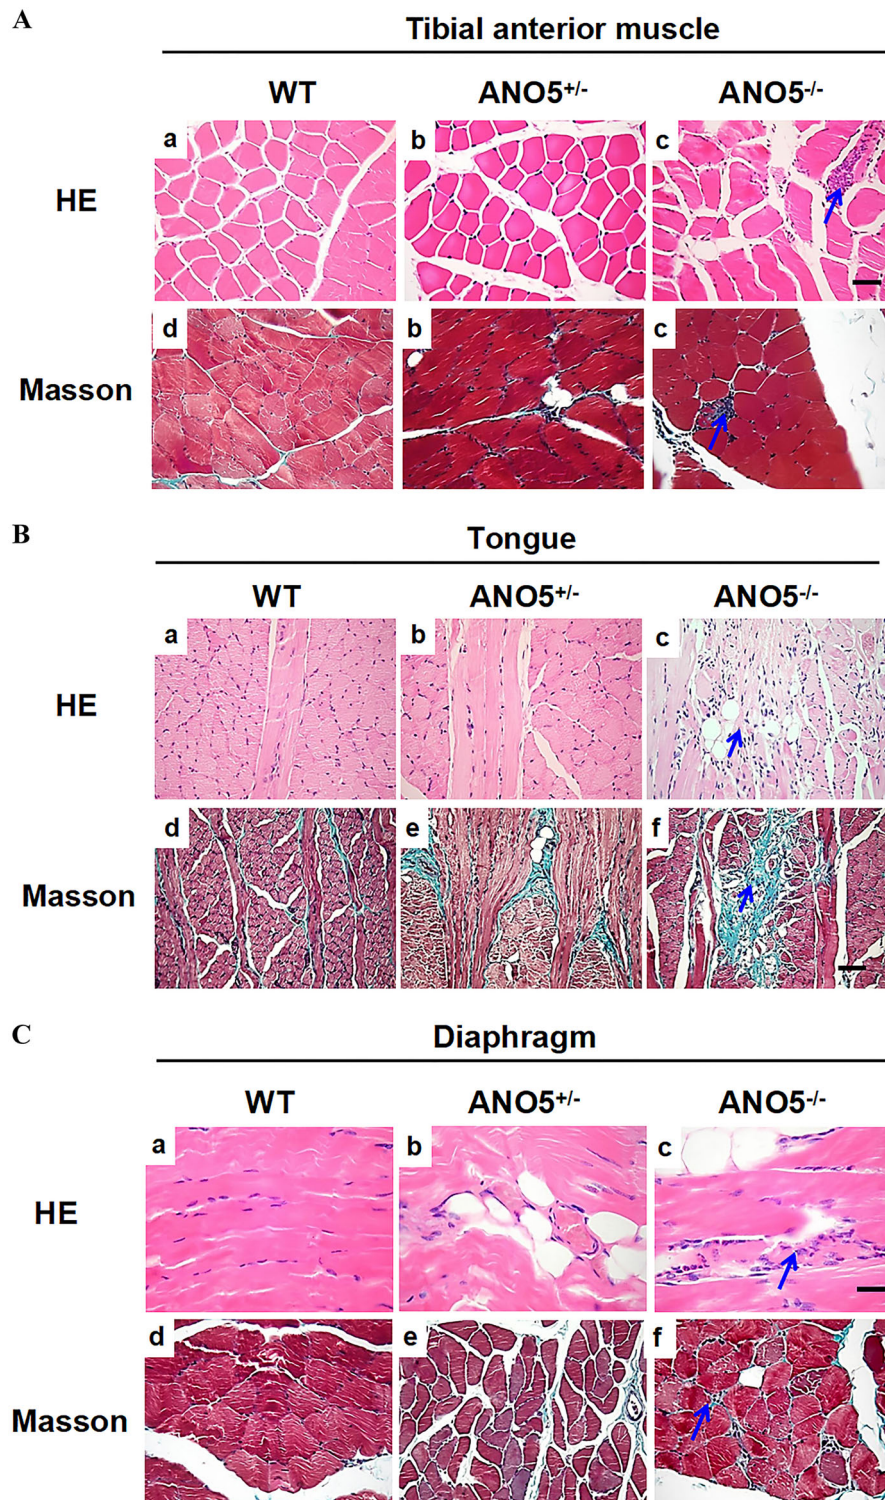 A
Tibial anterior muscle
WT ANO5+/- ANO5-/-
HE
a b c
Masson
d b c
B
Tongue
WT ANO5+/- ANO5-/-
HE
a b c
Masson
d e f
C
Diaphragm
WT ANO5+/- ANO5-/-
HE
a b c
Masson
d e f